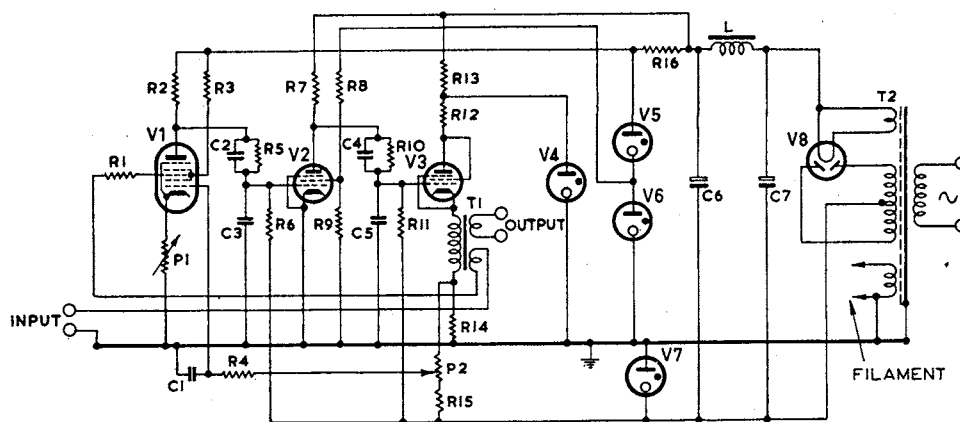 L
R16
R2
R3
R7
R8
R13
T2
R12
V1
V5
V8
C2
R5
C4
R10
V2
V3
V4
R1
V6
T1
C6
C7
C3
R6
R9
C5
R11
OUTPUT
P1
INPUT
R14
V7
R4
P2
C1
FILAMENT
R15